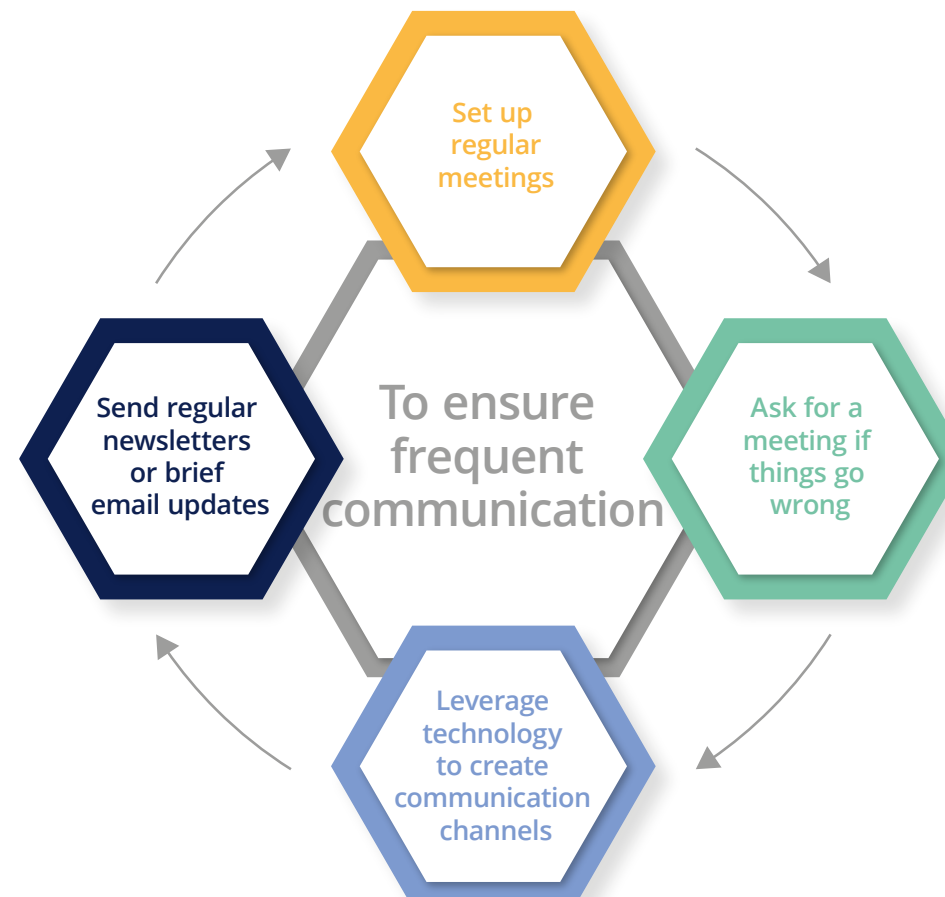 Set up
regular
meetings
To ensure
frequent
communication
Ask for a
meeting if
things go
wrong
Leverage
technology
to create
communication
channels
Send regular
newsletters
or brief
email updates